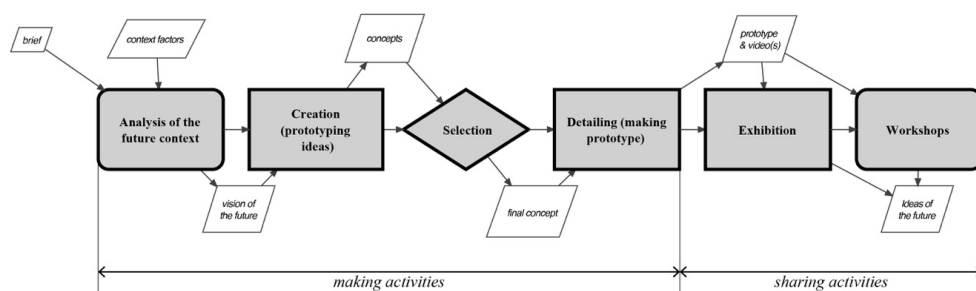 brief
context factors
concepts
prototype
& video(s)
Analysis of the
future context
Creation
(prototyping
ideas)
Selection
Detailing (making
prototype)
Exhibition
Workshops
vision of
the future
final concept
Ideas of
the future
making activities
sharing activities